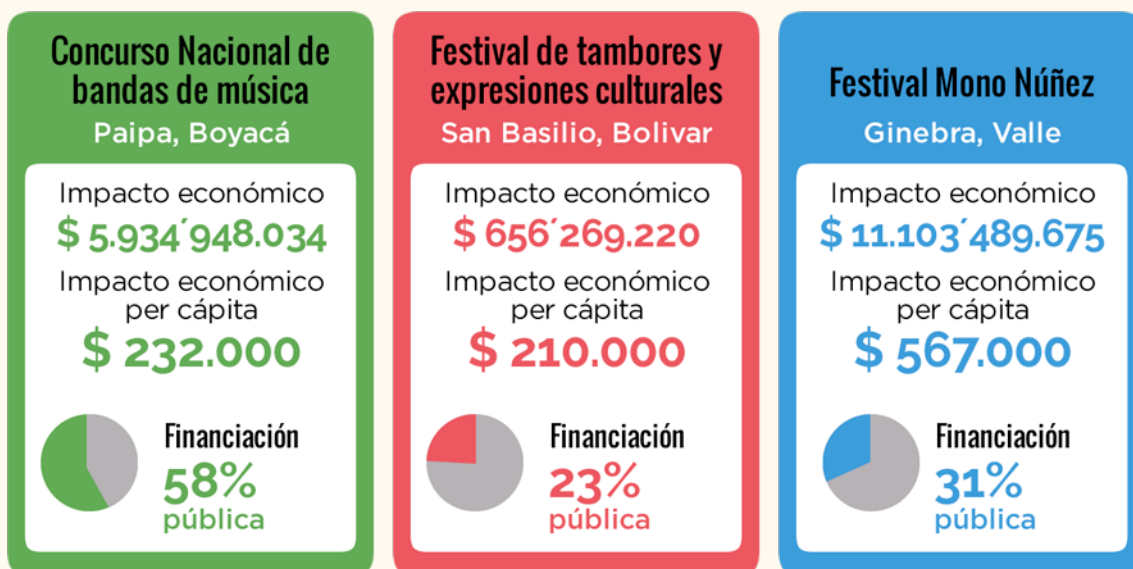 Concurso Nacional de
bandas de música
Paipa, Boyacá
Impacto económico
$ 5.934´948.034
Impacto económico
per cápita
$ 232.000
Financiación
58%
pública
Festival de tambores y
expresiones culturales
San Basilio, Bolivar
Impacto económico
$ 656´269.220
Impacto económico
per cápita
$ 210.000
Financiación
23%
pública
Festival Mono Núñez
Ginebra, Valle
Impacto económico
$ 11.103´489.675
Impacto económico
per cápita
$ 567.000
Financiación
31%
pública